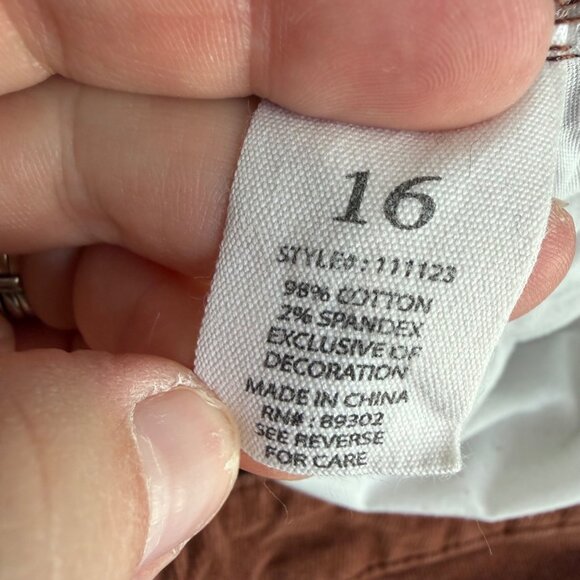 16
STYLE#: 111123
98% COTTON
2% SPANDEX
EXCLUSIVE OF
DECORATION
MADE IN CHINA
RN#: 89302
SEE REVERSE
FOR CARE